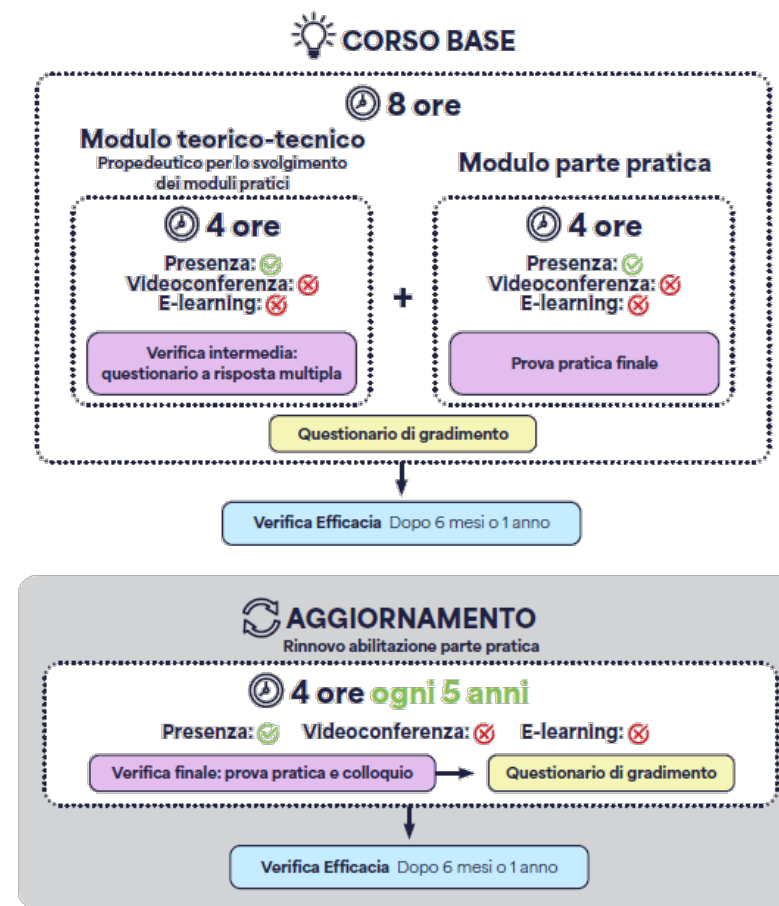 CORSO BASE
8 ore
Modulo teorico-tecnico
Propedeutico per lo svolgimento
dei moduli pratici
4 ore
Presenza:
Videoconferenza:
E-learning:
Verifica intermedia:
questionario a risposta multipla
+
Modulo parte pratica
4 ore
Presenza:
Videoconferenza:
E-learning:
Prova pratica finale
Questionario di gradimento
Verifica Efficacia Dopo 6 mesi o 1 anno
AGGIORNAMENTO
Rinnovo abilitazione parte pratica
4 ore ogni 5 anni
Presenza: Videoconferenza: E-learning:
Verifica finale: prova pratica e colloquio
Questionario di gradimento
Verifica Efficacia Dopo 6 mesi o 1 anno